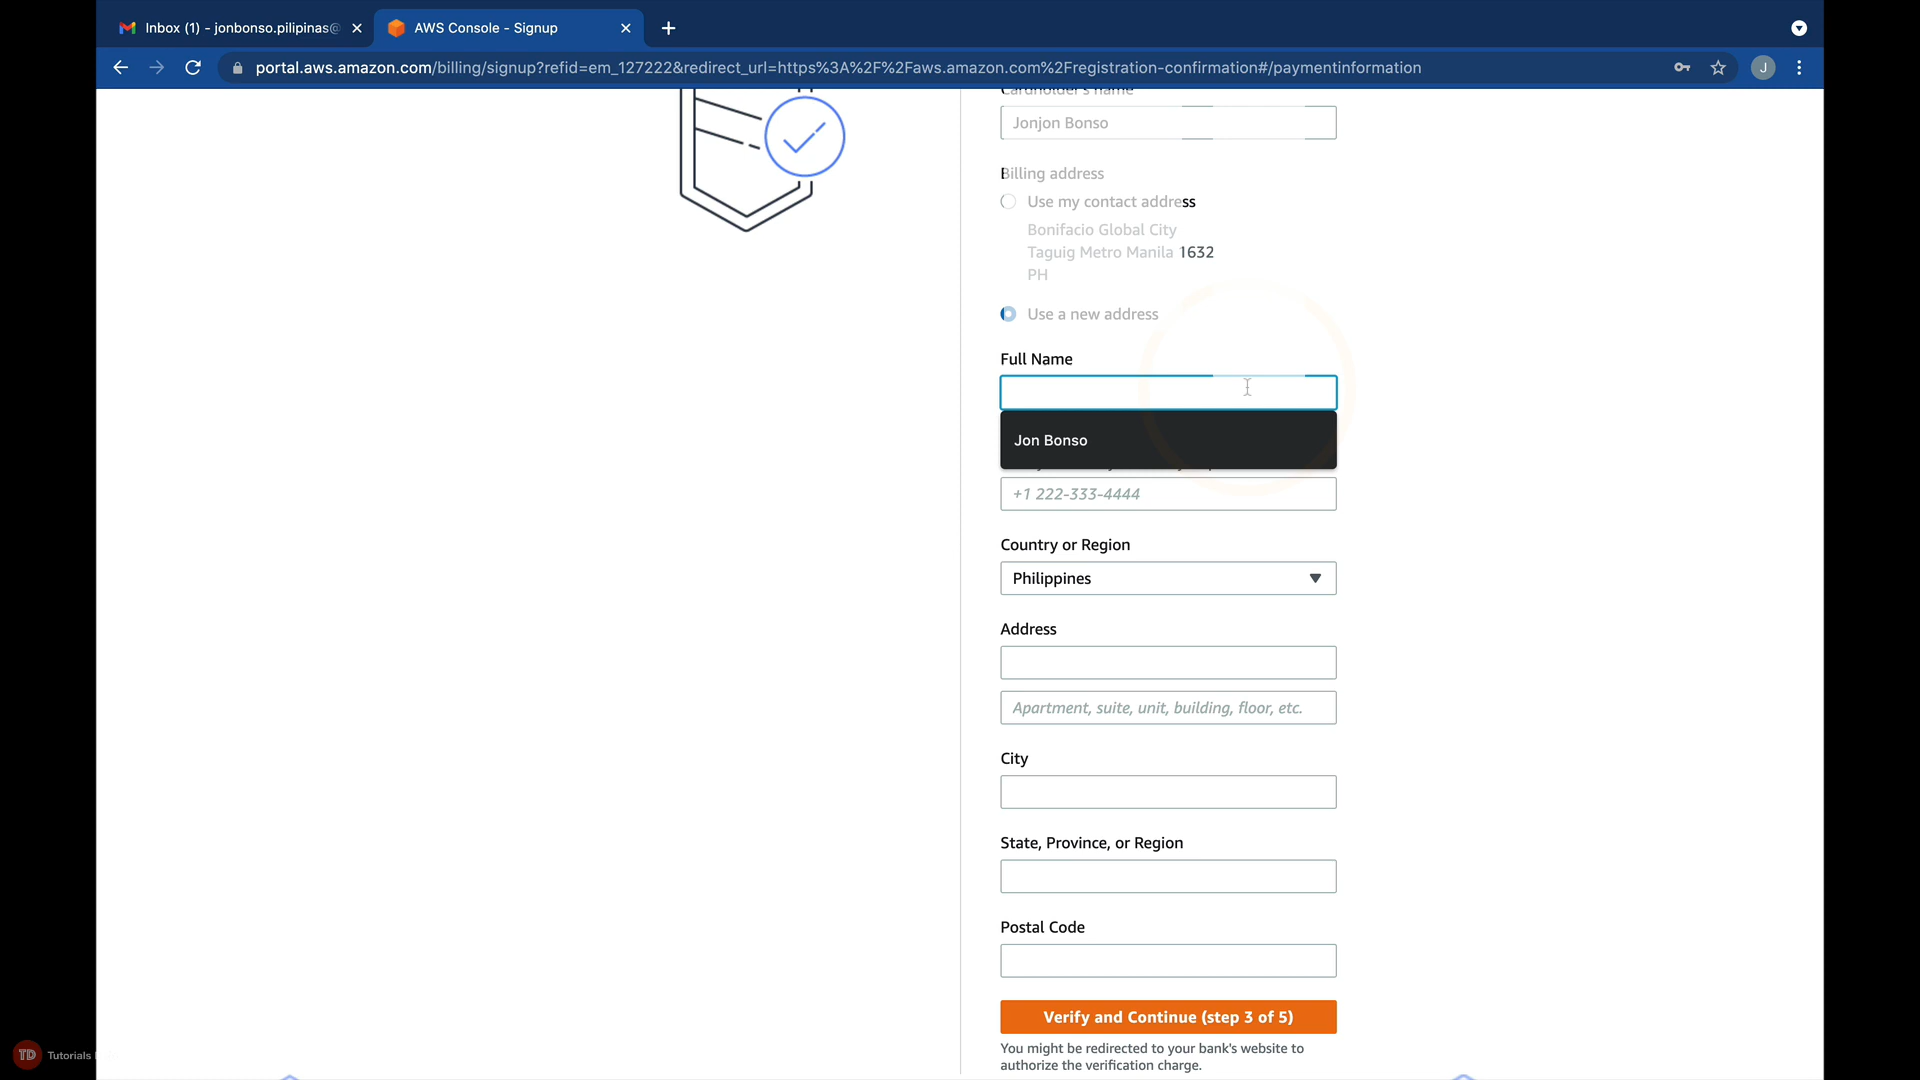 Inbox (1) - jonbonso.pilipinas@
AWS Console - Signup
portal.aws.amazon.com/billing/signup?refid=em_127222&redirect_url=https%3A%2F%2Faws.amazon.com%2Fregistration-confirmation#/paymentinformation
J
Cardholder's name
Jonjon Bonso
Billing address
Use my contact address
Bonifacio Global City
Taguig Metro Manila 1632
PH
Use a new address
Full Name
Jon Bonso
+1 222-333-4444
Country or Region
Philippines
Address
Apartment, suite, unit, building, floor, etc.
City
State, Province, or Region
Postal Code
Verify and Continue (step 3 of 5)
You might be redirected to your bank's website to
authorize the verification charge.
TD Tutorials